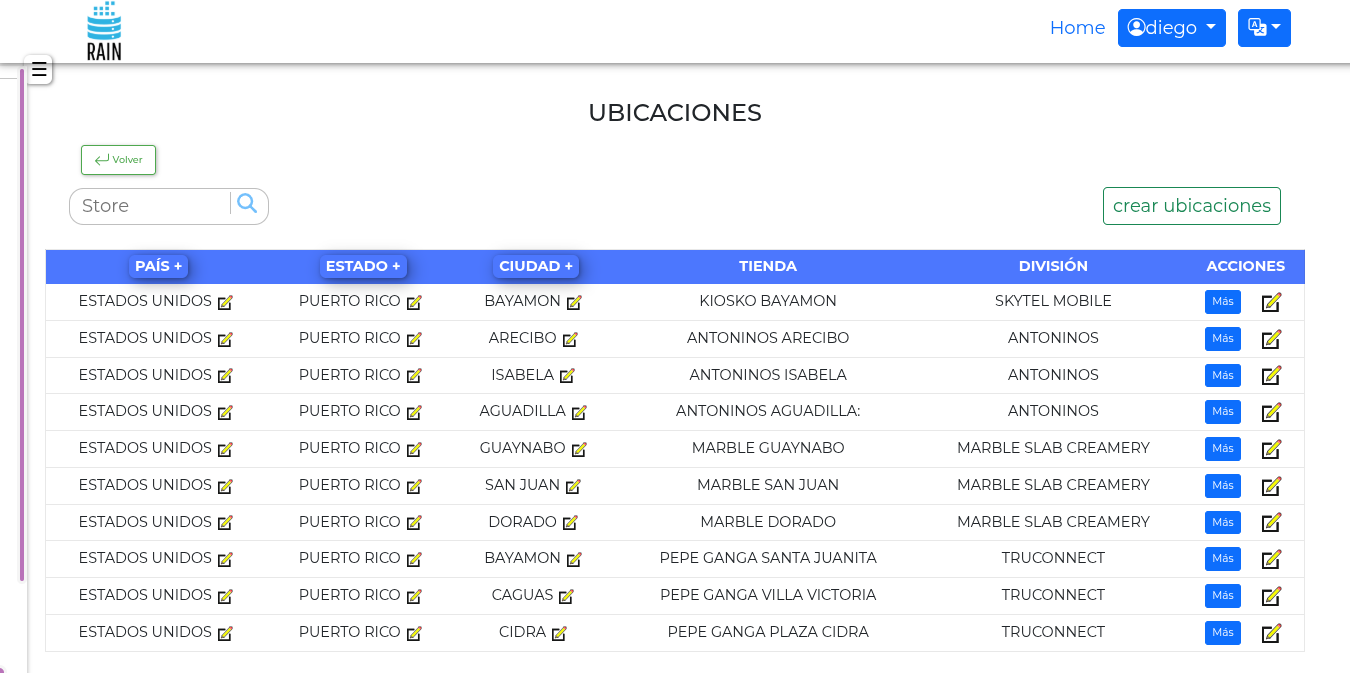 RAIN
Home diego
☰
UBICACIONES
Volver
Store
crear ubicaciones
PAÍS + ESTADO + CIUDAD + TIENDA DIVISIÓN ACCIONES
ESTADOS UNIDOS PUERTO RICO BAYAMON KIOSKO BAYAMON SKYTEL MOBILE Más
ESTADOS UNIDOS PUERTO RICO ARECIBO ANTONINOS ARECIBO ANTONINOS Más
ESTADOS UNIDOS PUERTO RICO ISABELA ANTONINOS ISABELA ANTONINOS Más
ESTADOS UNIDOS PUERTO RICO AGUADILLA ANTONINOS AGUADILLA: ANTONINOS Más
ESTADOS UNIDOS PUERTO RICO GUAYNABO MARBLE GUAYNABO MARBLE SLAB CREAMERY Más
ESTADOS UNIDOS PUERTO RICO SAN JUAN MARBLE SAN JUAN MARBLE SLAB CREAMERY Más
ESTADOS UNIDOS PUERTO RICO DORADO MARBLE DORADO MARBLE SLAB CREAMERY Más
ESTADOS UNIDOS PUERTO RICO BAYAMON PEPE GANGA SANTA JUANITA TRUCONNECT Más
ESTADOS UNIDOS PUERTO RICO CAGUAS PEPE GANGA VILLA VICTORIA TRUCONNECT Más
ESTADOS UNIDOS PUERTO RICO CIDRA PEPE GANGA PLAZA CIDRA TRUCONNECT Más